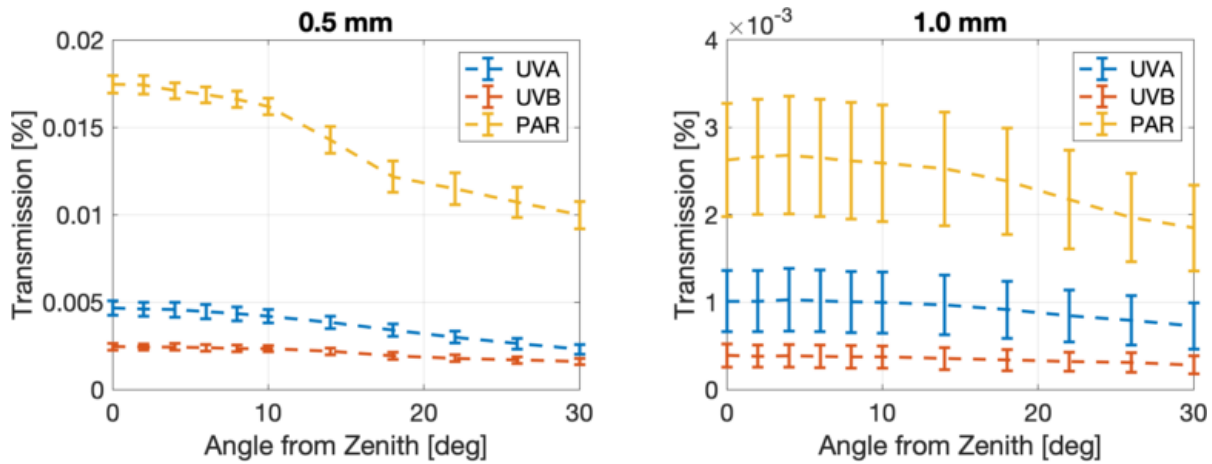 0.5 mm
Transmission [%]
0.02
0.015
0.01
0.005
0
0
10
20
30
Angle from Zenith [deg]
UVA
UVB
PAR
1.0 mm
×10⁻³
Transmission [%]
4
3
2
1
0
0
10
20
30
Angle from Zenith [deg]
UVA
UVB
PAR